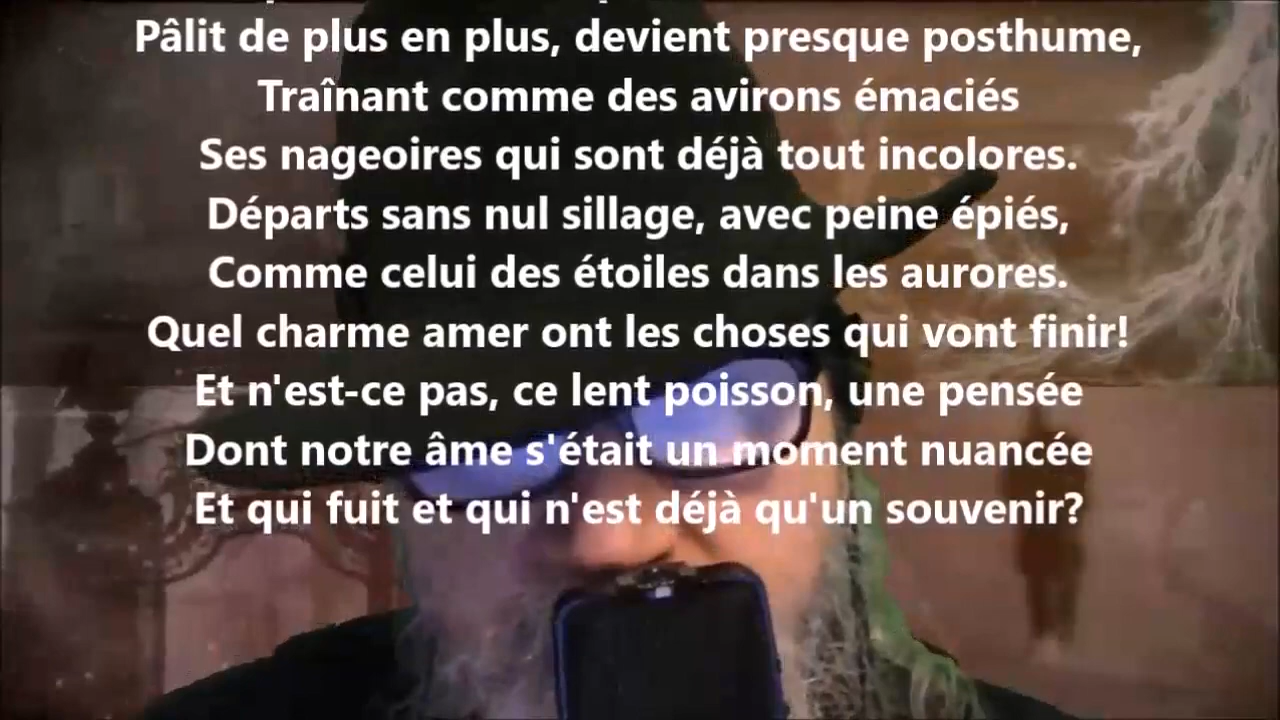 Pâlit de plus en plus, devient presque posthume,
Traînant comme des avirons émaciés
Ses nageoires qui sont déjà tout incolores.
Départs sans nul sillage, avec peine épiés,
Comme celui des étoiles dans les aurores.
Quel charme amer ont les choses qui vont finir!
Et n'est-ce pas, ce lent poisson, une pensée
Dont notre âme s'était un moment nuancée
Et qui fuit et qui n'est déjà qu'un souvenir?